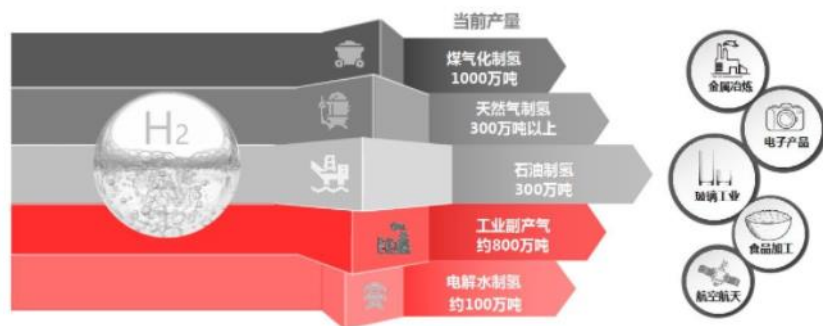 当前产量
煤气化制氢
1000万吨
天然气制氢
300万吨以上
H2
石油制氢
300万吨
工业副产气
约800万吨
电解水制氢
约100万吨
金属冶炼
电子产品
玻璃工业
食品加工
航空航天